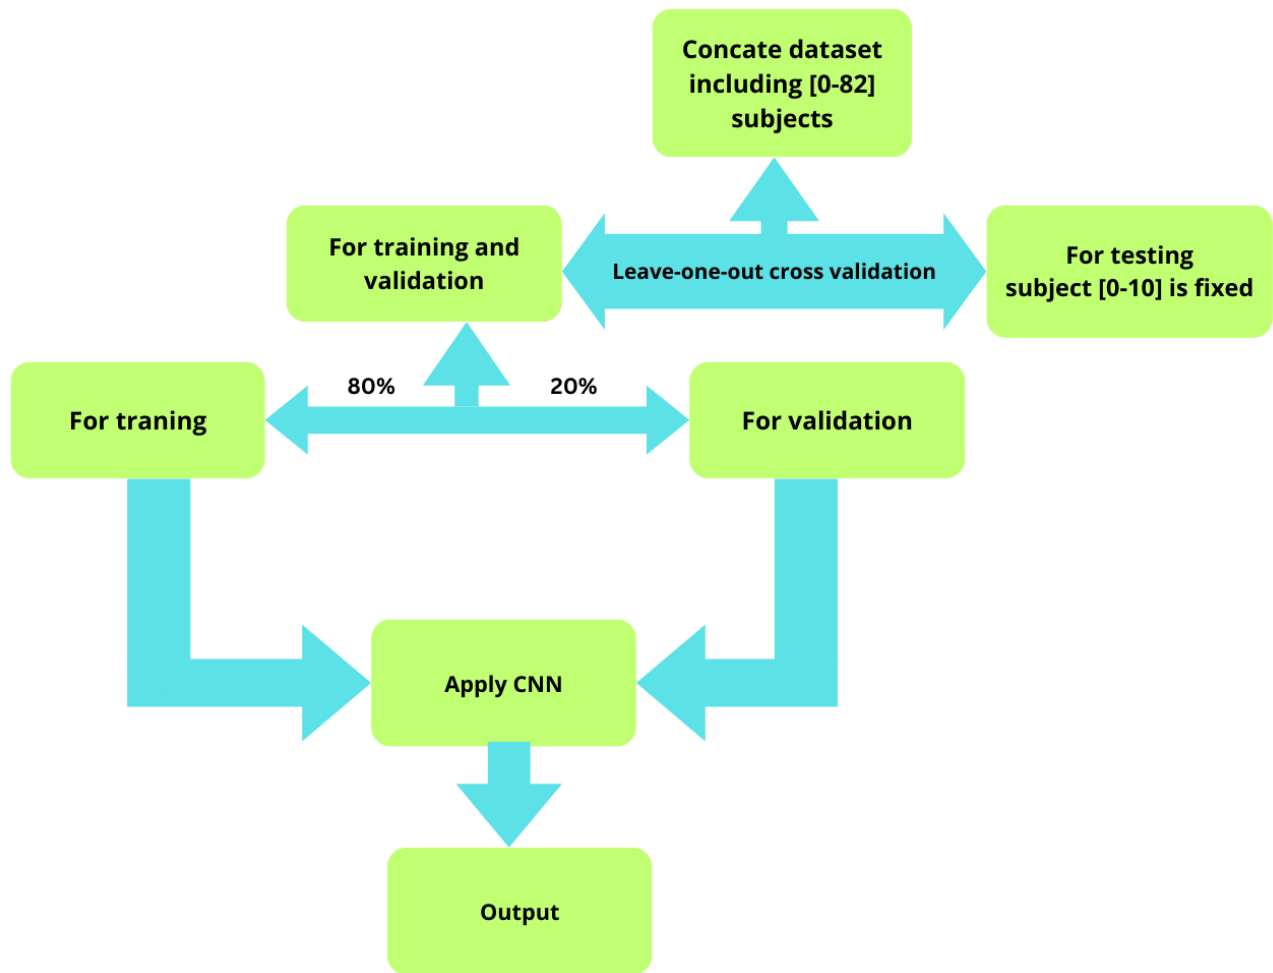 Concate dataset
including [0-82]
subjects
For training and
validation
Leave-one-out cross validation
For testing
subject [0-10] is fixed
80%
20%
For traning
For validation
Apply CNN
Output